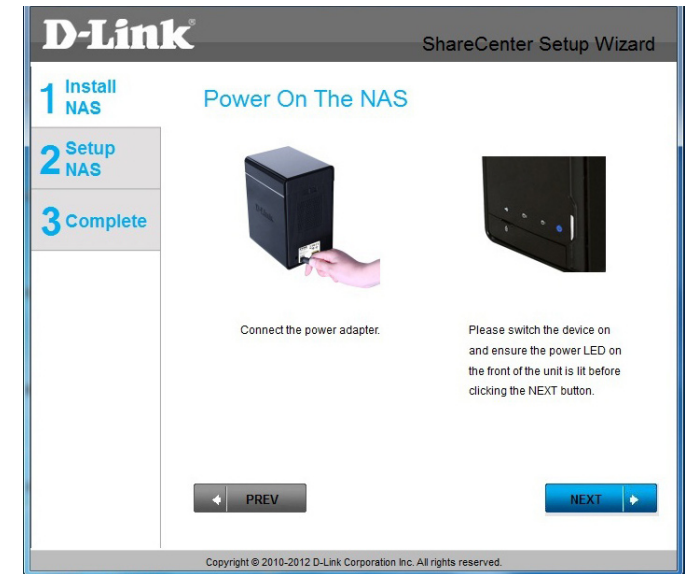 D-Link®
ShareCenter Setup Wizard
1 Install
NAS
2 Setup
NAS
3 Complete
Power On The NAS
D-Link
Connect the power adapter.
Please switch the device on
and ensure the power LED on
the front of the unit is lit before
clicking the NEXT button.
PREV
NEXT
Copyright © 2010-2012 D-Link Corporation Inc. All rights reserved.